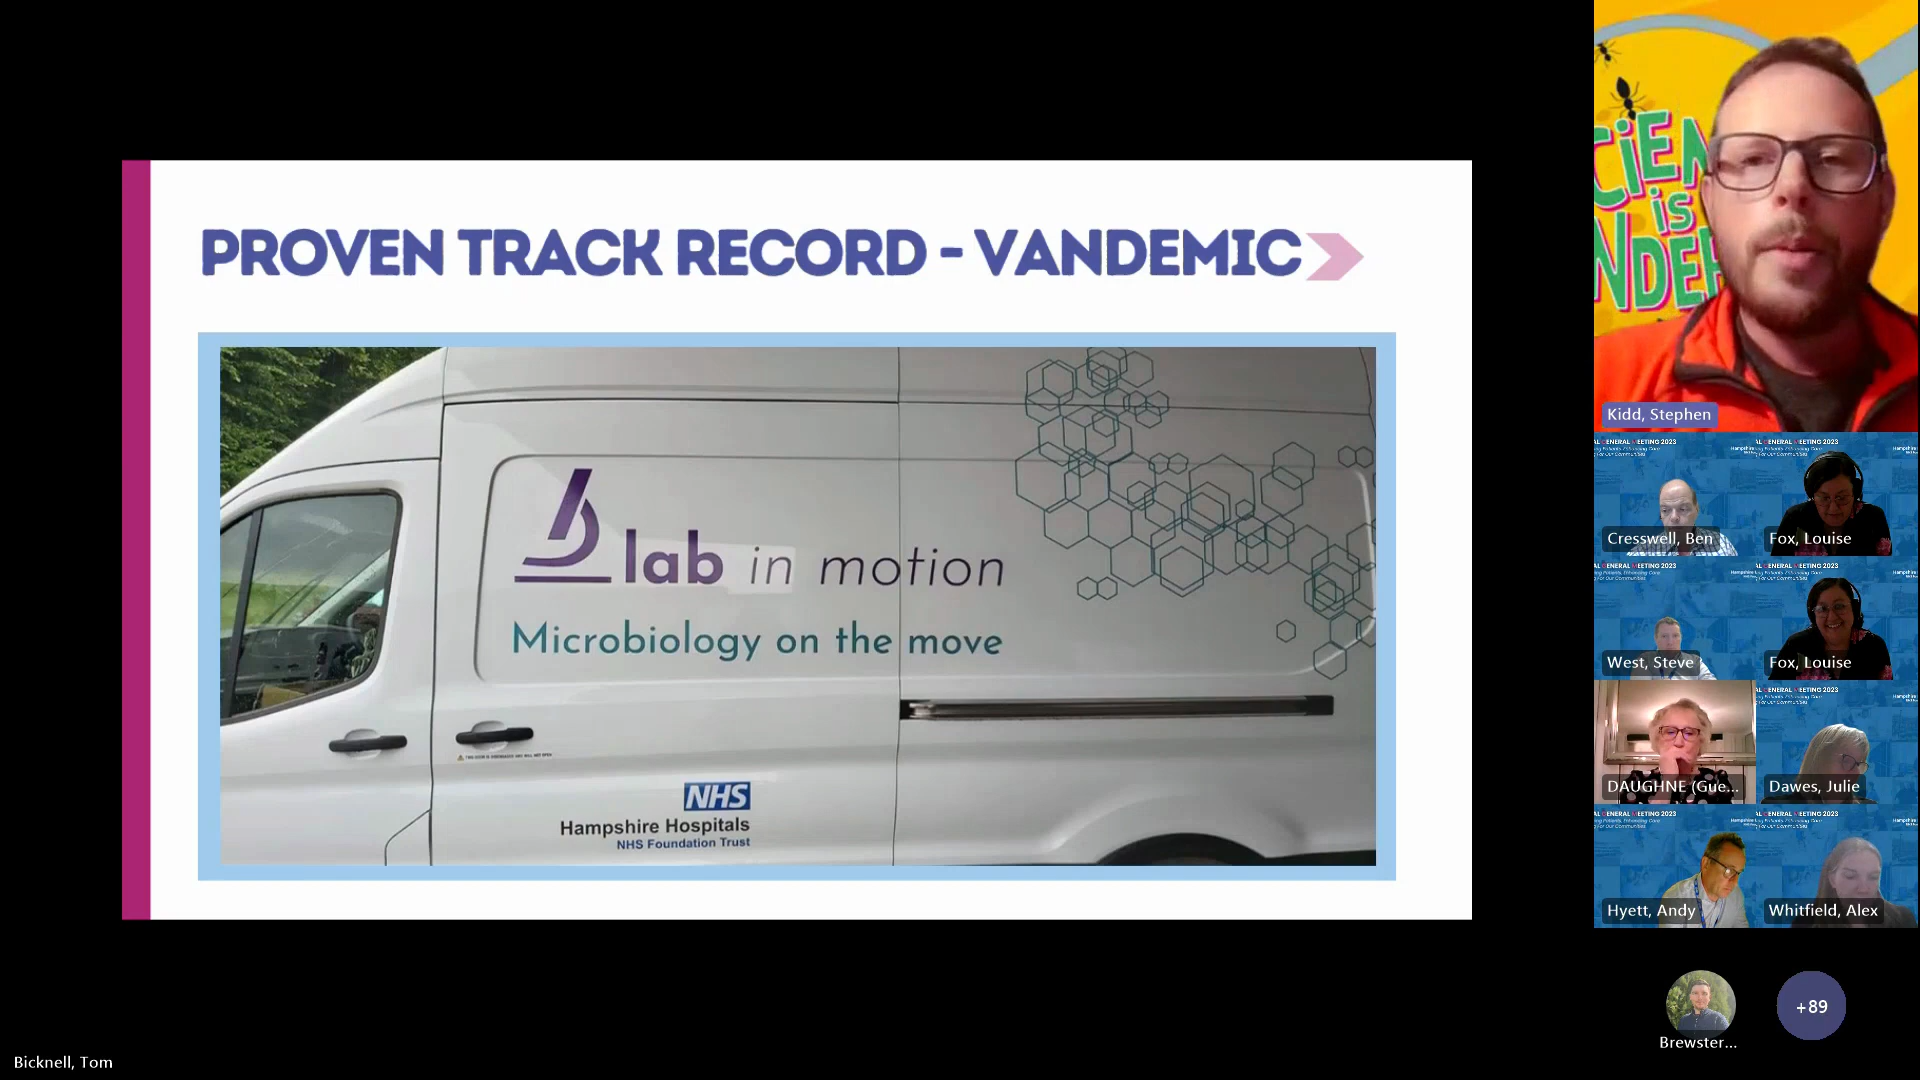 PROVEN TRACK RECORD - VANDEMIC
lab in motion
Microbiology on the move
NHS
Hampshire Hospitals
NHS Foundation Trust
IS
Kidd, Stephen
Cresswell, Ben
Fox, Louise
West, Steve
Fox, Louise
DAUGHNE (Gue...
Dawes, Julie
Hyett, Andy
Whitfield, Alex
Brewster...
+89
Bicknell, Tom